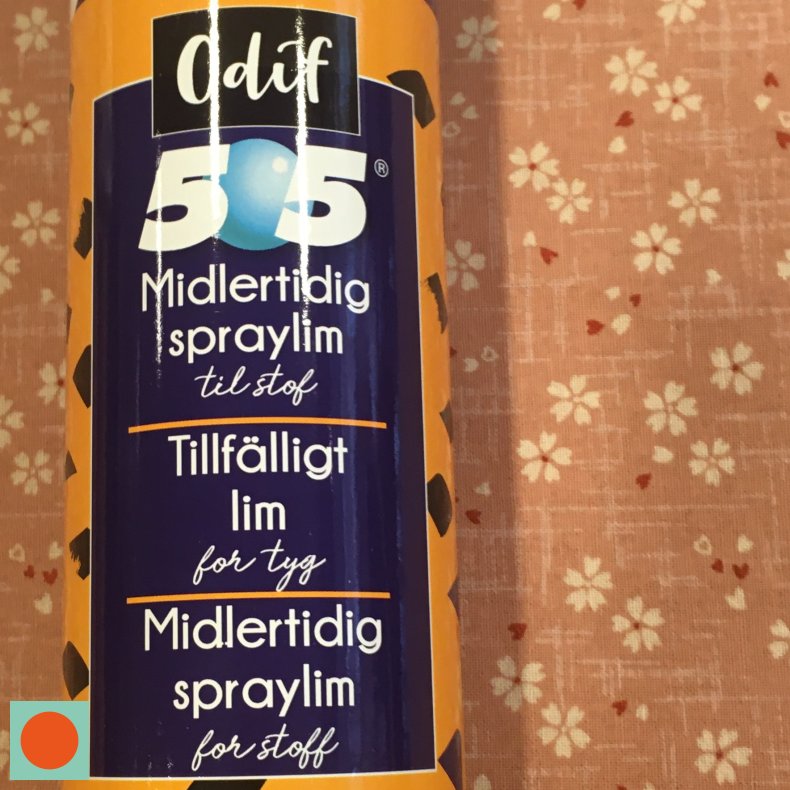 Odif
505®
Midlertidig
spraylim
til stof
Tillfälligt
lim
for tyg
Midlertidig
spraylim
for stoff